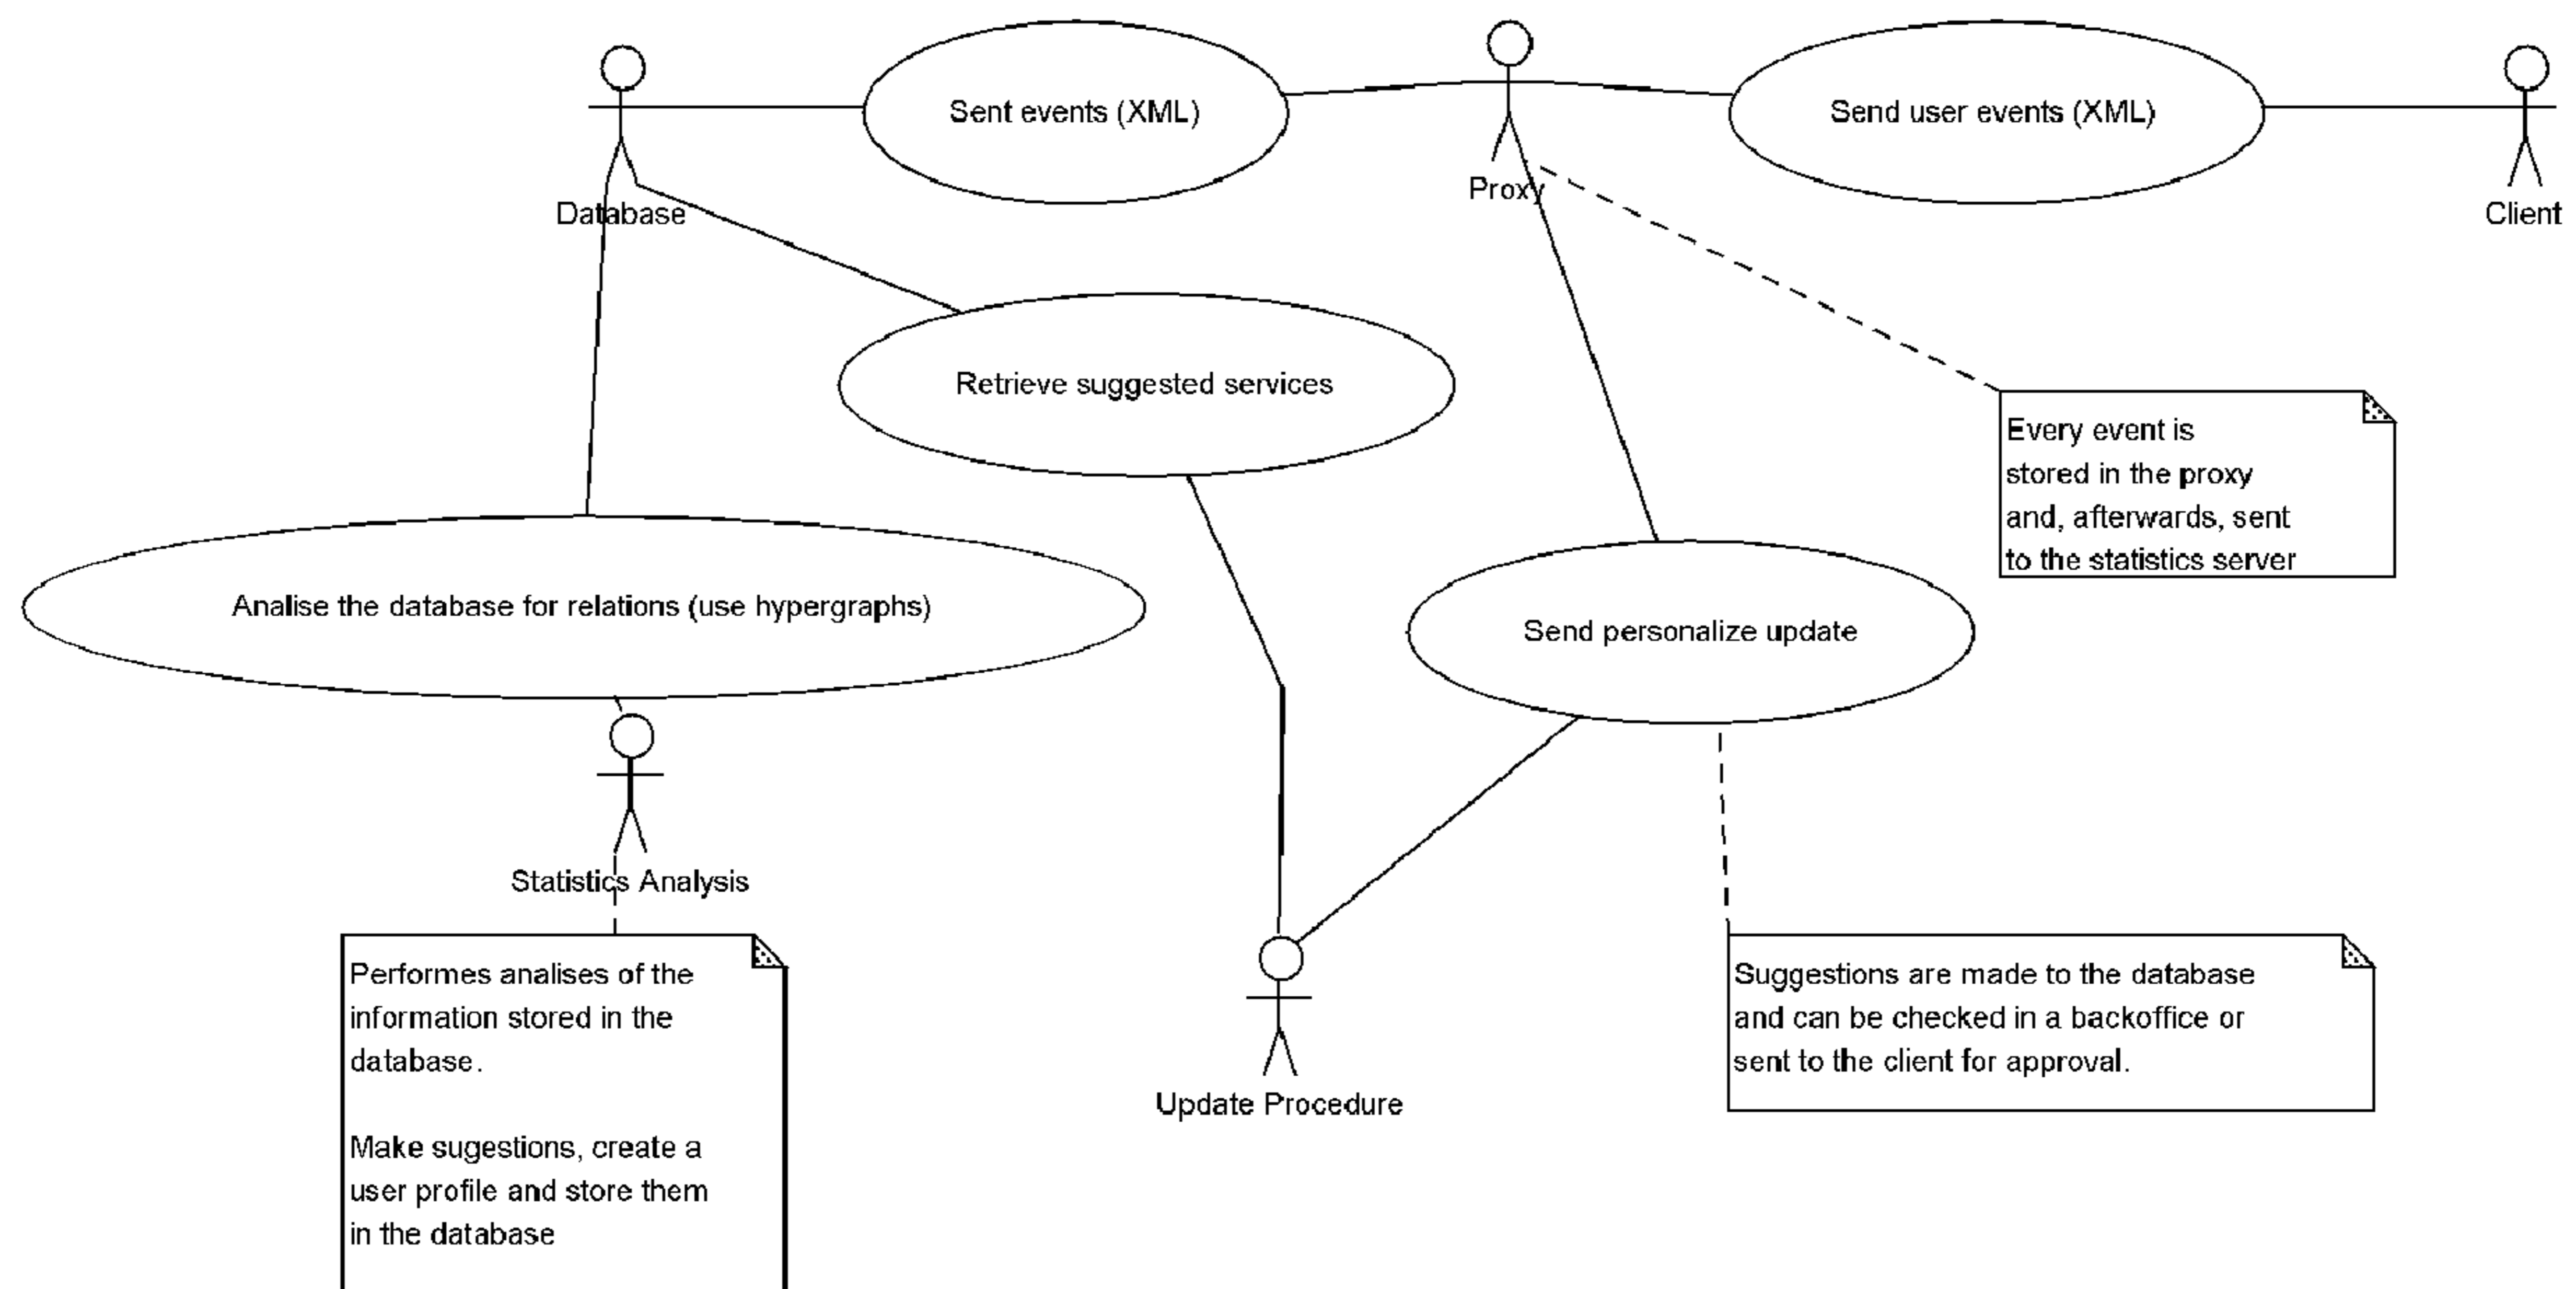 Sent events (XML)
Send user events (XML)
Proxy
Database
Client
Retrieve suggested services
Every event is
stored in the proxy
and, afterwards, sent
to the statistics server
Analise the database for relations (use hypergraphs)
Send personalize update
Statistics Analysis
Performes analises of the
information stored in the
database.
Make sugestions, create a
user profile and store them
in the database
Suggestions are made to the database
and can be checked in a backoffice or
sent to the client for approval.
Update Procedure